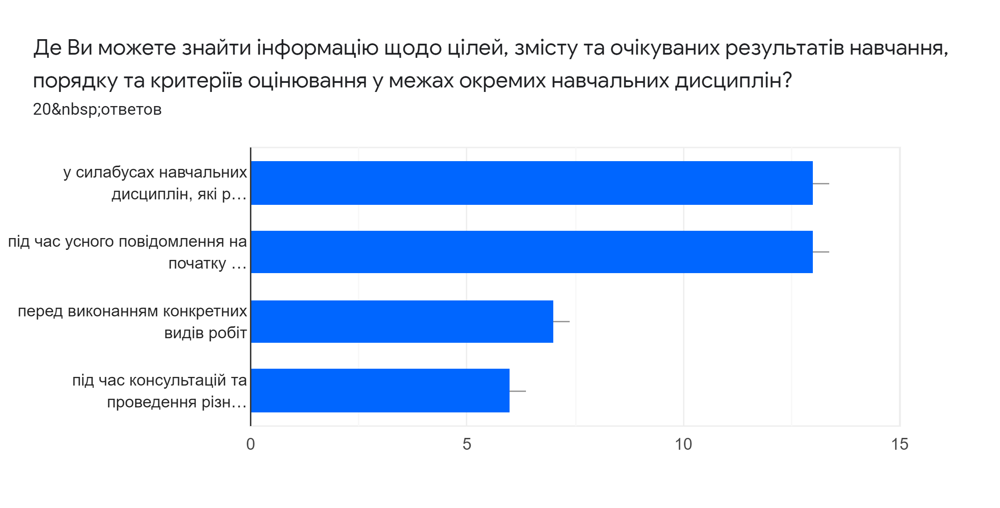 Де Ви можете знайти інформацію щодо цілей, змісту та очікуваних результатів навчання,
порядку та критеріїв оцінювання у межах окремих навчальних дисциплін?
20&nbsp;ответов
у силабусах навчальних
дисциплін, які р…
під час усного повідомлення на
початку …
перед виконанням конкретних
видів робіт
під час консультацій та
проведення різн…
0 5 10 15